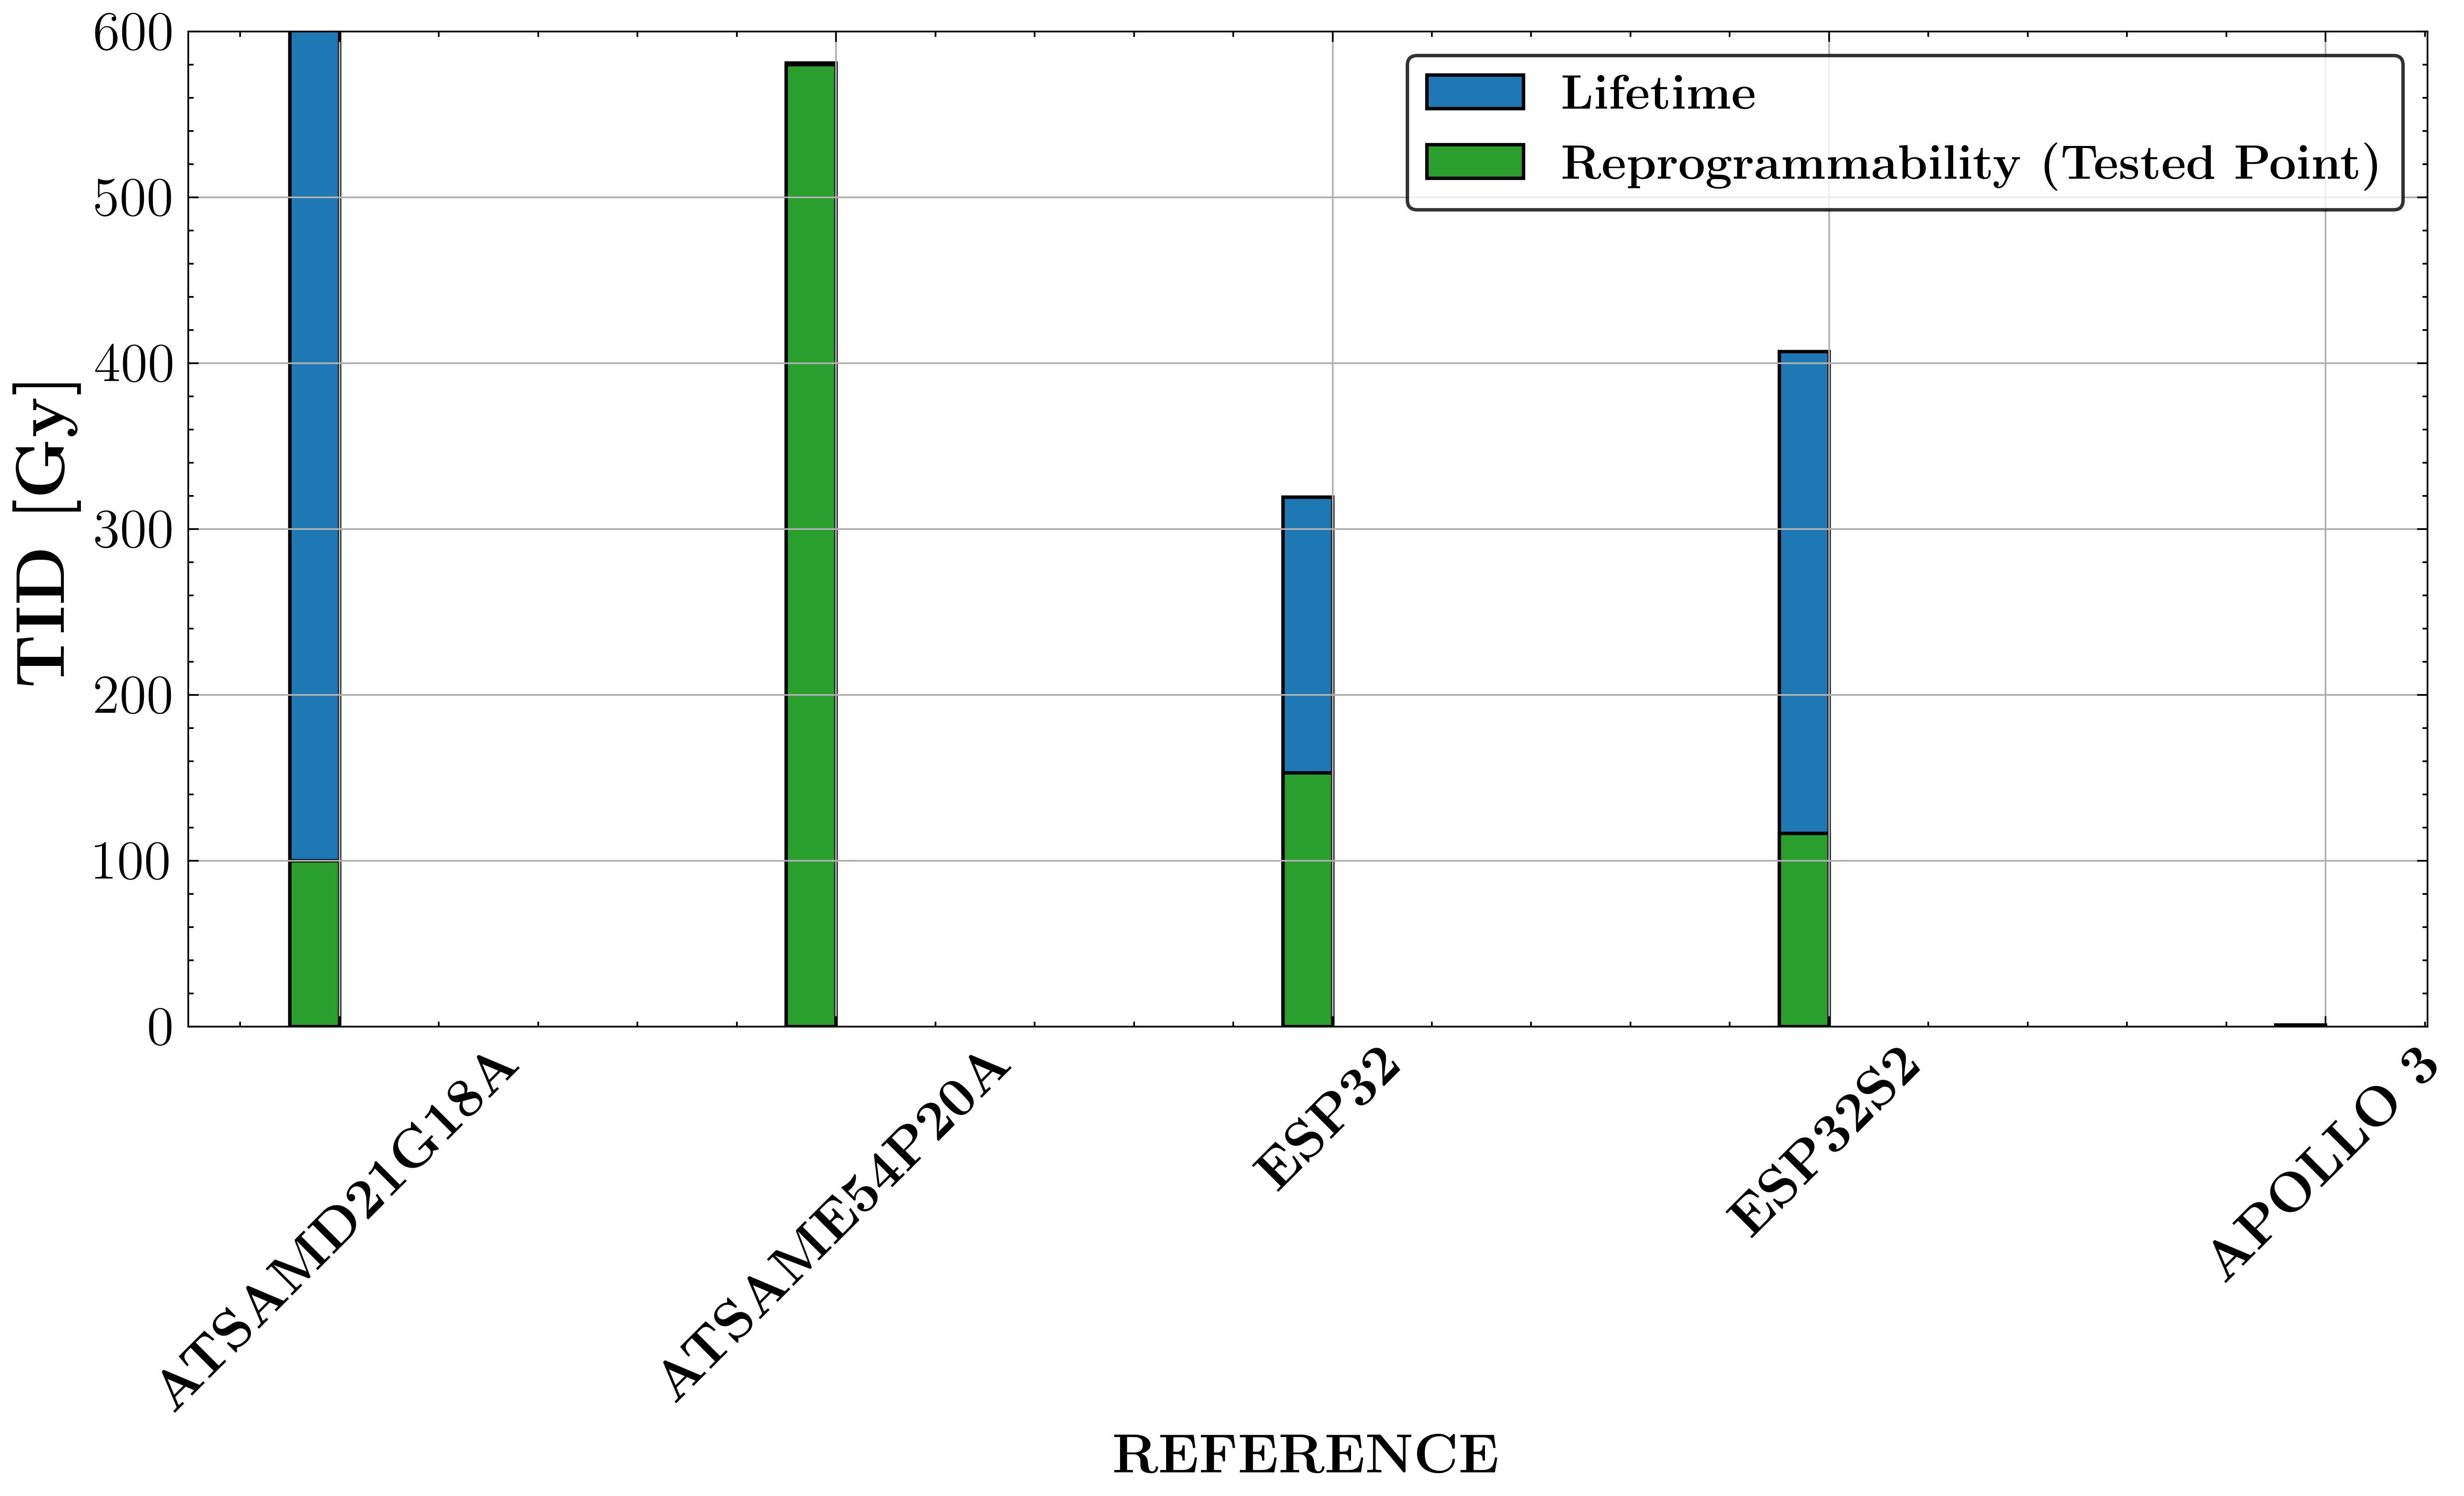 600
500
400
300
200
100
0
TID [Gy]
Lifetime
Reprogrammability (Tested Point)
ATSAMD21G18A
ATSAME54P20A
ESP32
ESP32S2
APOLLO 3
REFERENCE